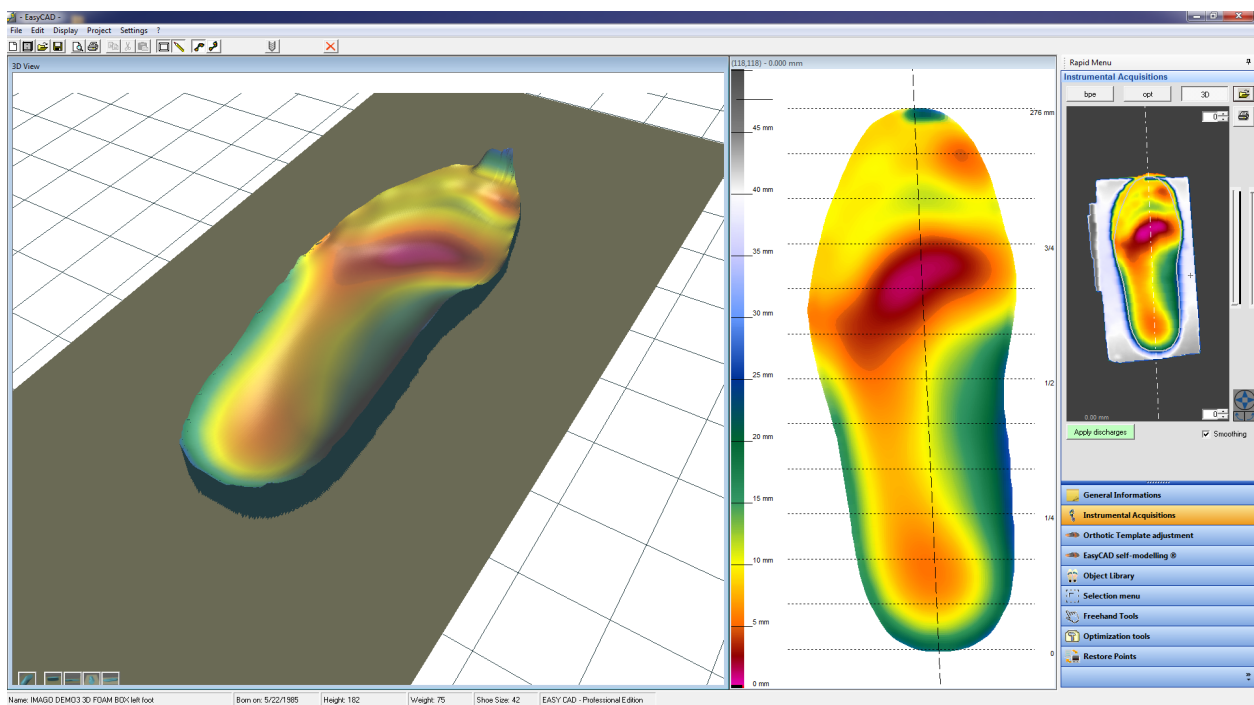 - EasyCAD -
File Edit Display Project Settings ?
3D View
(118,118) - 0.000 mm
45 mm
40 mm
35 mm
30 mm
25 mm
20 mm
15 mm
10 mm
5 mm
0 mm
276 mm
3/4
1/2
1/4
0
Rapid Menu
Instrumental Acquisitions
bpe opt 3D
0
0.00 mm
0
Apply discharges
Smoothing
General Informations
Instrumental Acquisitions
Orthotic Template adjustment
EasyCAD self-modelling ®
Object Library
Selection menu
Freehand Tools
Optimization tools
Restore Points
Name: IMAGO DEMO3 3D FOAM BOX left foot Born on: 5/22/1985 Height: 182 Weight: 75 Shoe Size: 42 EASY CAD - Professional Edition